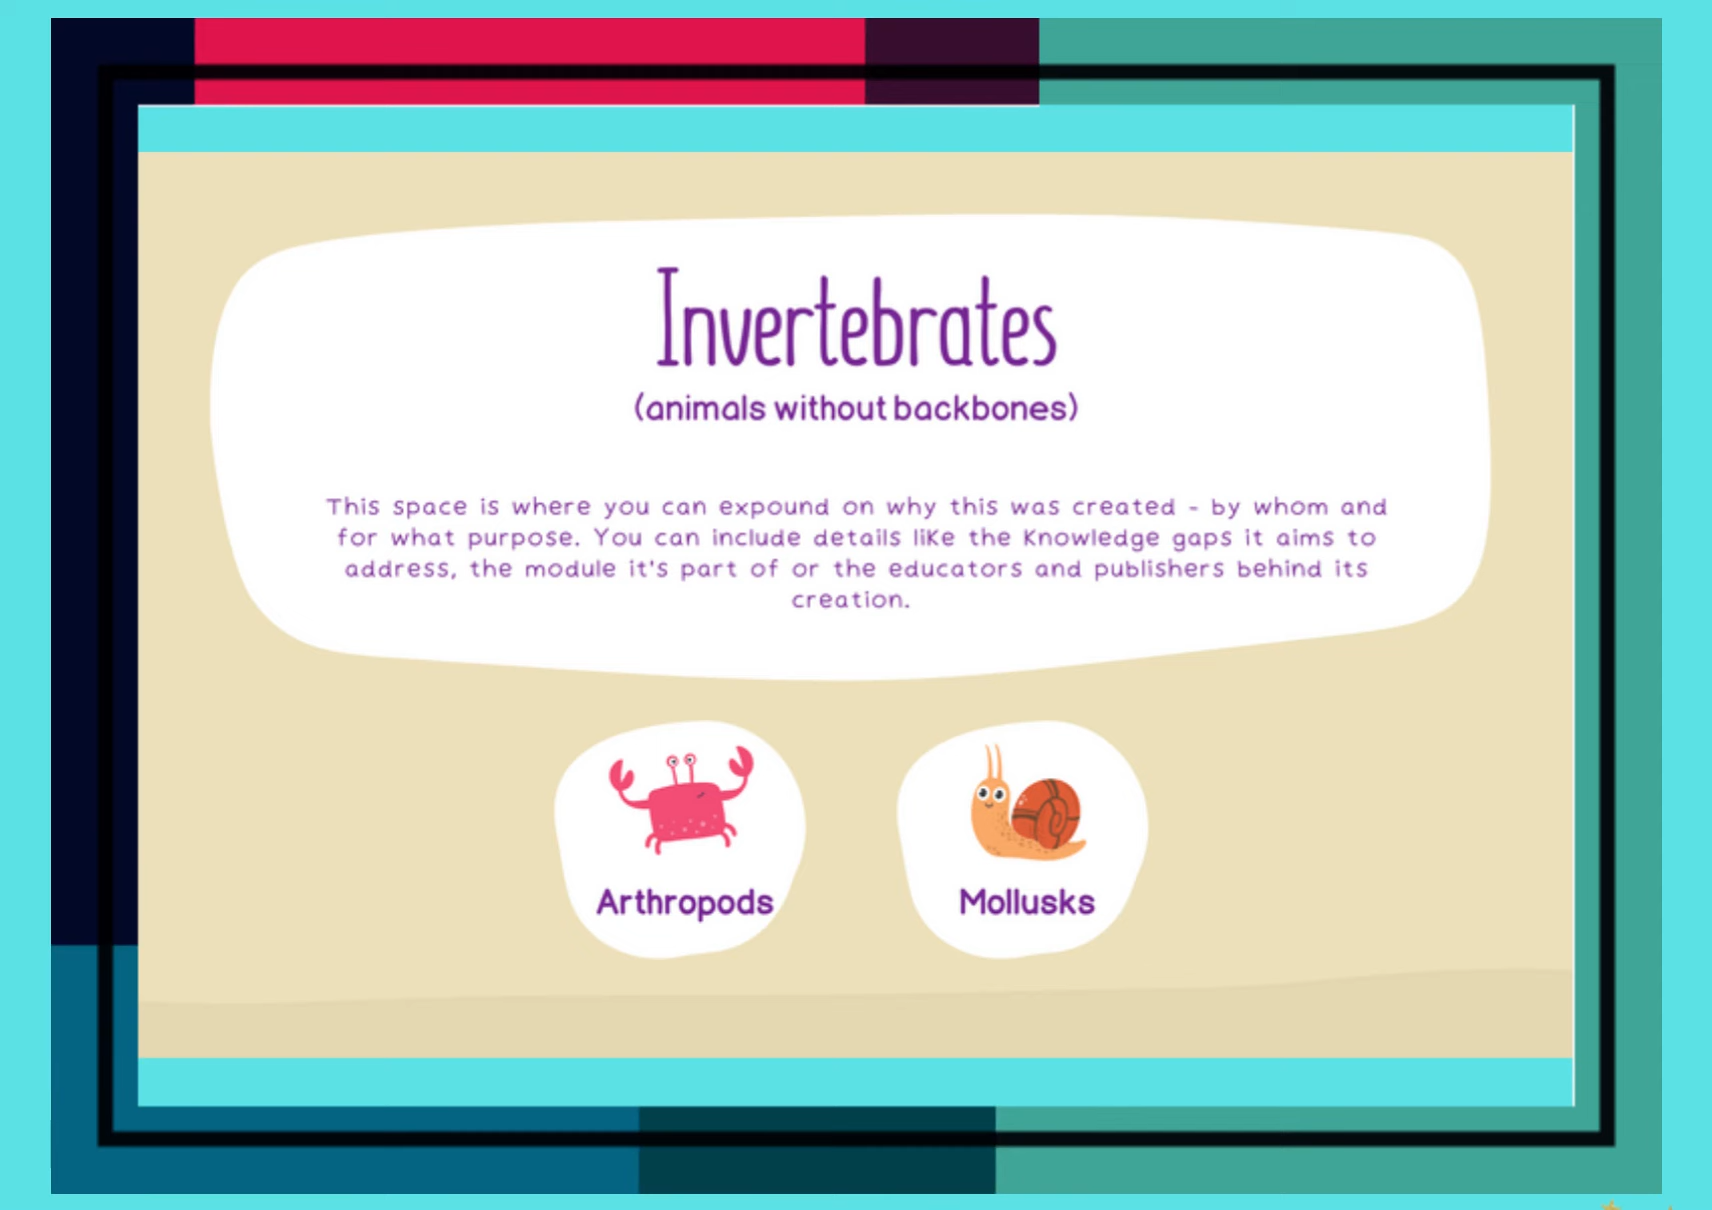 Invertebrates
(animals without backbones)
This space is where you can expound on why this was created - by whom and
for what purpose. You can include details like the Knowledge gaps it aims to
address, the module it's part of or the educators and publishers behind its
creation.
Arthropods
Mollusks